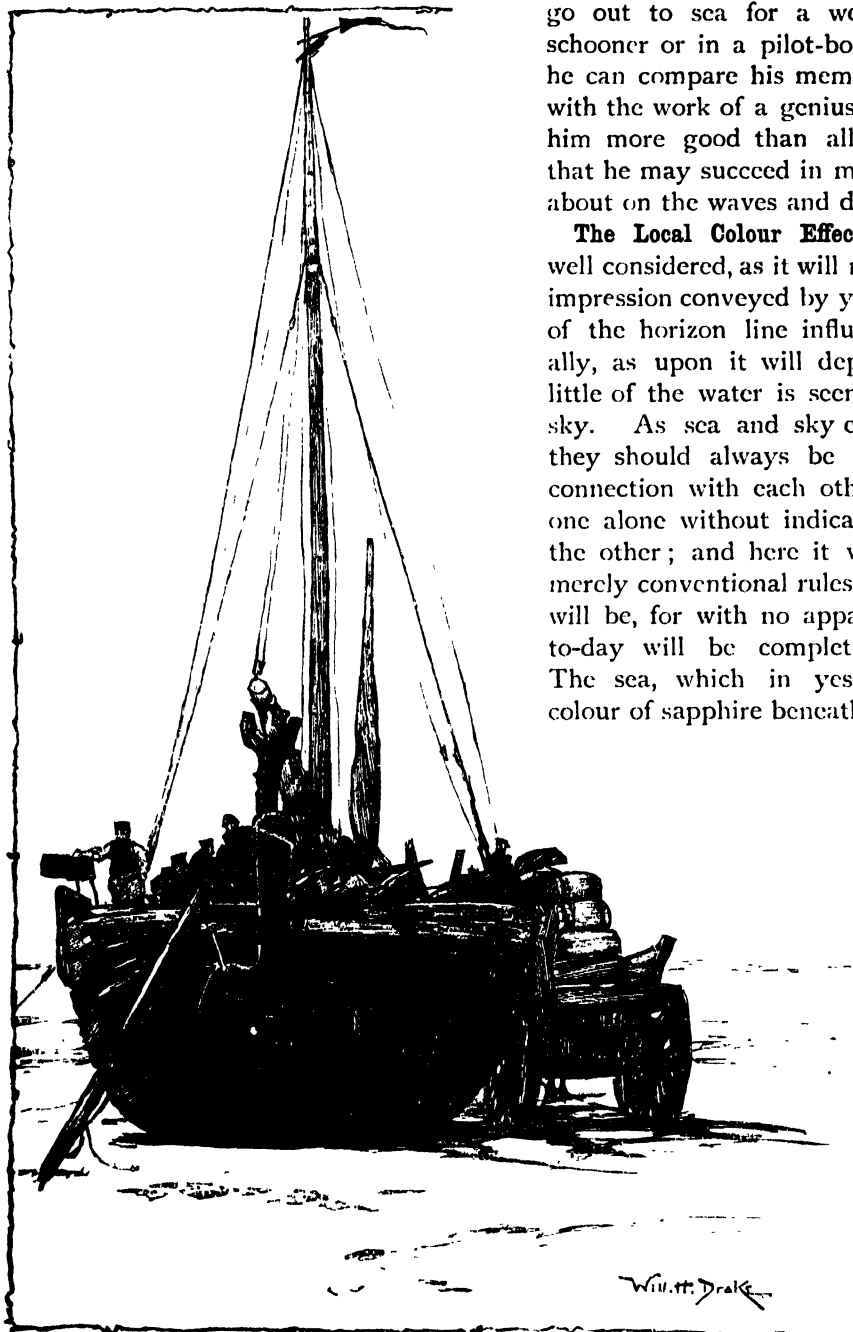 go out to sea for a wo
schooner or in a pilot-bo
he can compare his mem
with the work of a genius
him more good than all
that he may succeed in m
about on the waves and d
The Local Colour Effec
well considered, as it will
impression conveyed by y
of the horizon line influ
ally, as upon it will dep
little of the water is seen
sky. As sea and sky c
they should always be
connection with each oth
one alone without indica
the other; and here it
merely conventional rules
will be, for with no appa
to-day will be complet
The sea, which in yes
colour of sapphire beneath
Will.H. Drake